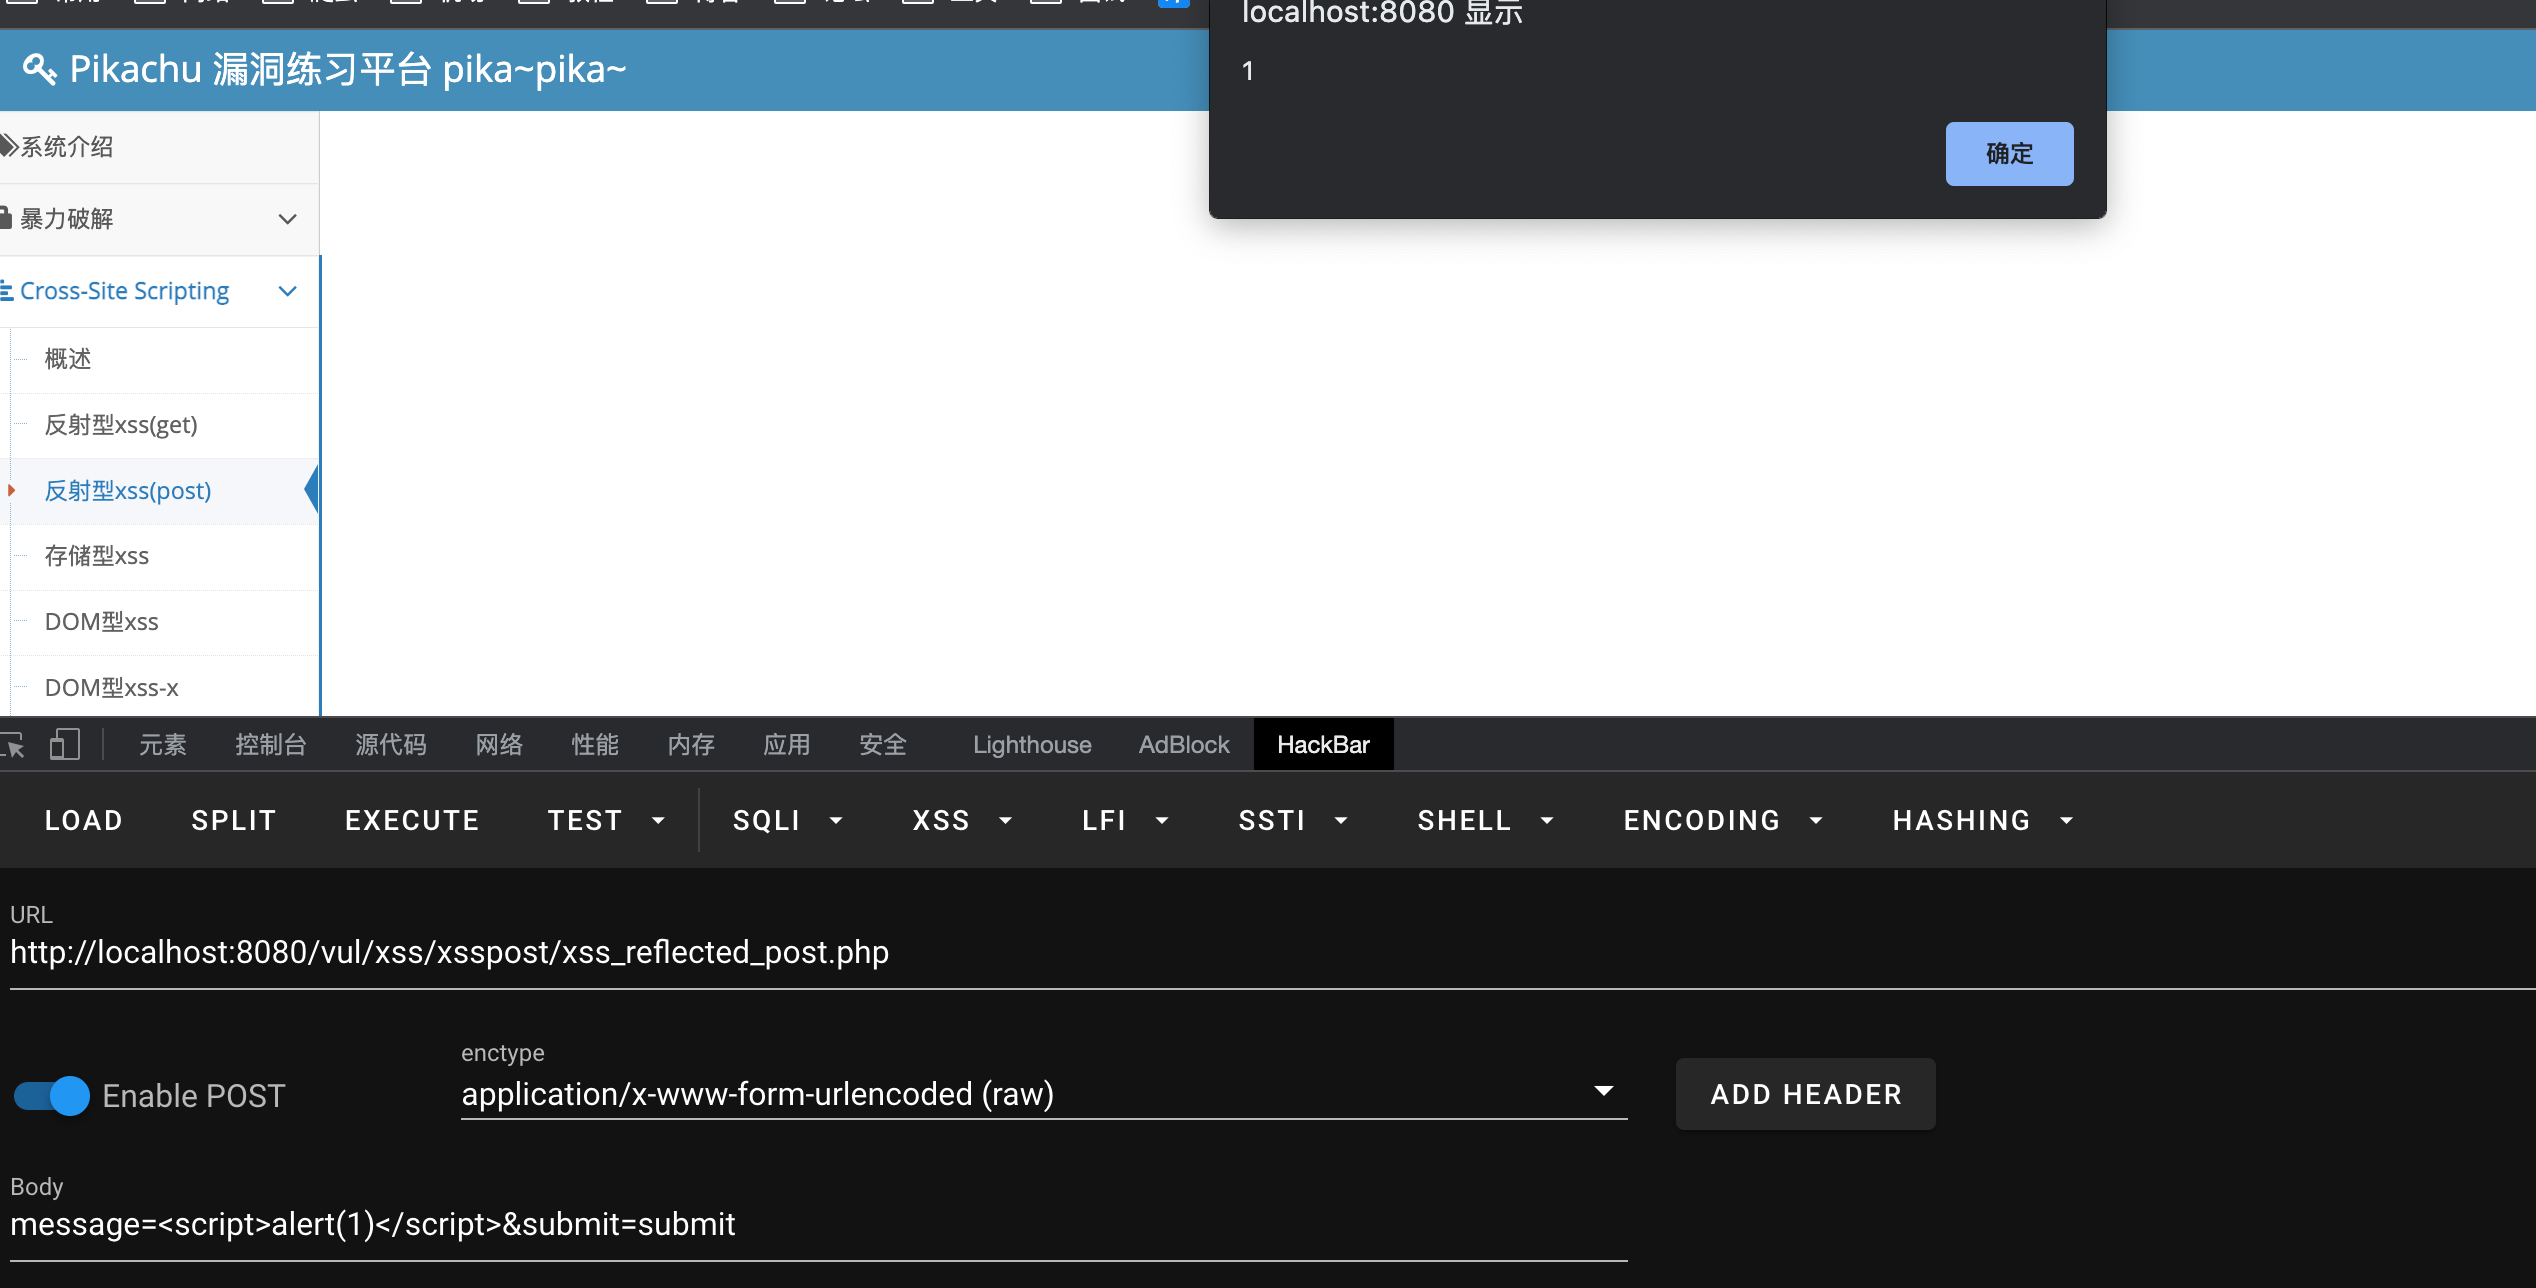 localhost:8080 显示
Pikachu 漏洞练习平台 pika~pika~
1
确定
系统介绍
暴力破解
Cross-Site Scripting
概述
反射型xss(get)
反射型xss(post)
存储型xss
DOM型xss
DOM型xss-x
元素 控制台 源代码 网络 性能 内存 应用 安全 Lighthouse AdBlock HackBar
LOAD SPLIT EXECUTE TEST SQLI XSS LFI SSTI SHELL ENCODING HASHING
URL
http://localhost:8080/vul/xss/xsspost/xss_reflected_post.php
enctype
Enable POST application/x-www-form-urlencoded (raw) ADD HEADER
Body
message=<script>alert(1)</script>&submit=submit